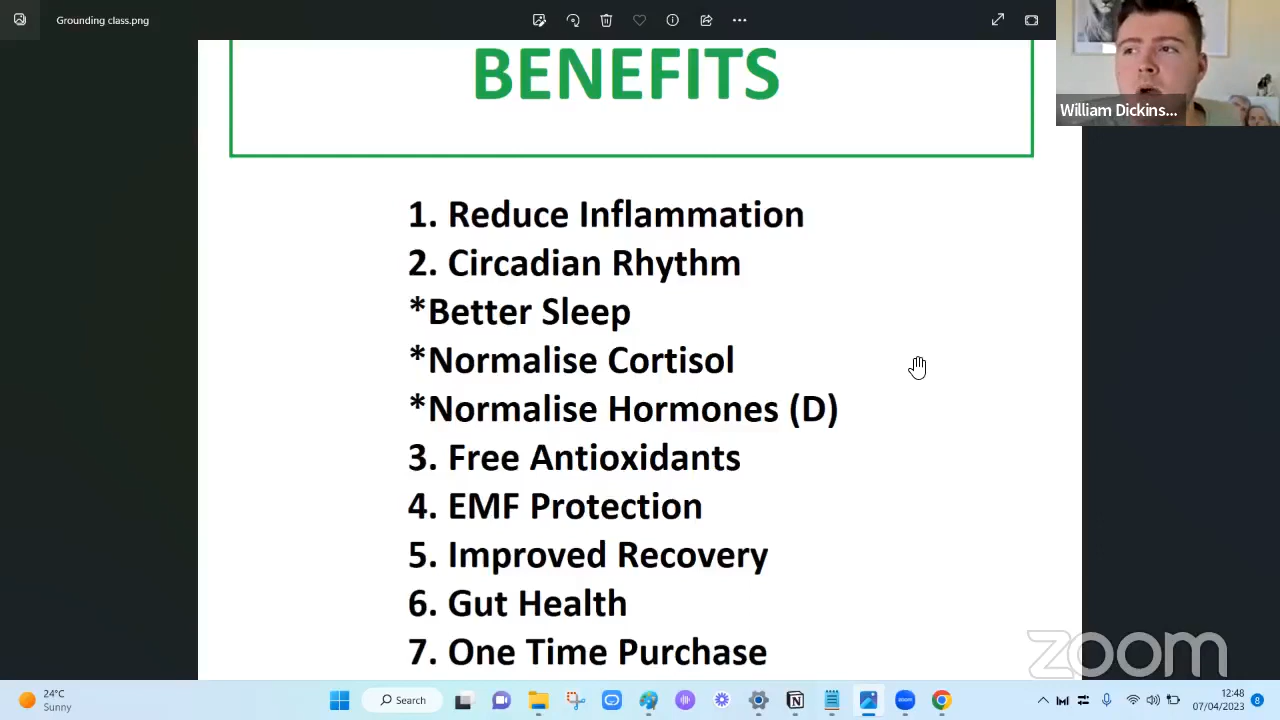 Grounding class.png
BENEFITS
William Dickins...
1. Reduce Inflammation
2. Circadian Rhythm
*Better Sleep
*Normalise Cortisol
*Normalise Hormones (D)
3. Free Antioxidants
4. EMF Protection
5. Improved Recovery
6. Gut Health
7. One Time Purchase
zoom
24°C
Sunny
Search
12:48
07/04/2023
8